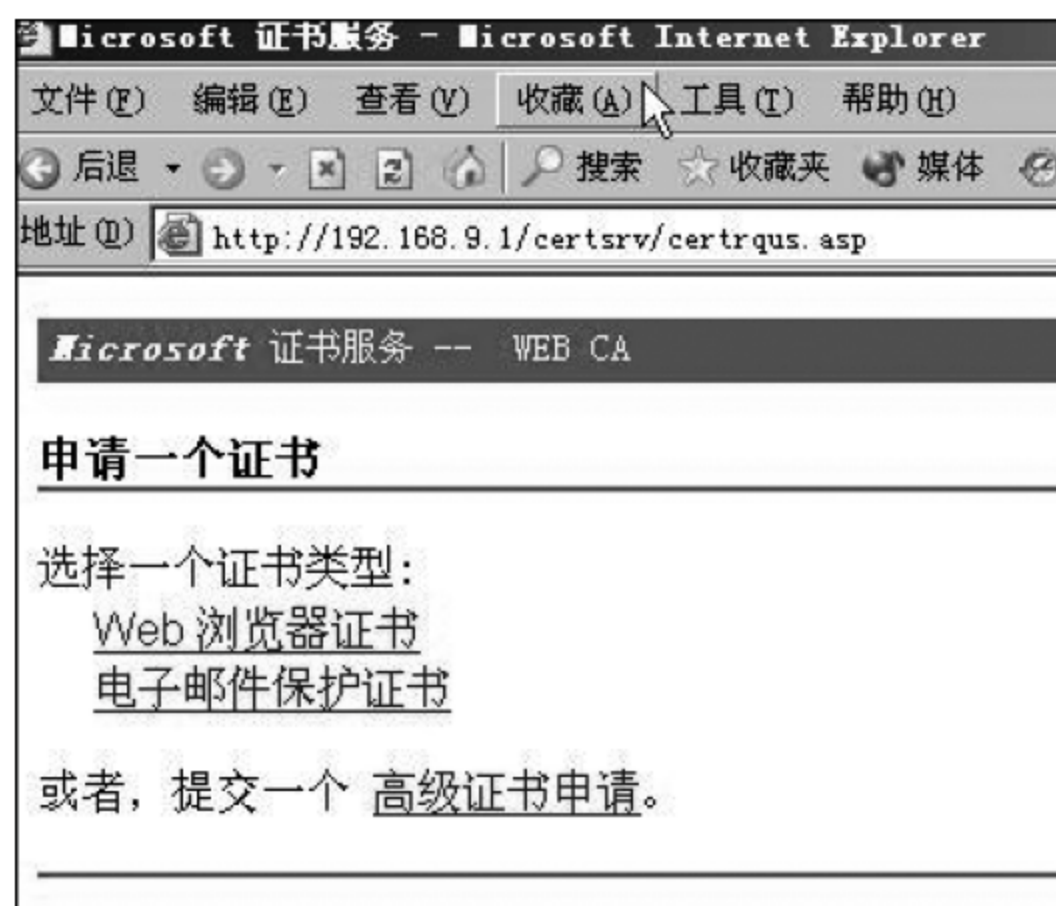 Microsoft 证书服务 - Microsoft Internet Explorer
文件(F) 编辑(E) 查看(V) 收藏(A) 工具(T) 帮助(H)
后退 搜索 收藏夹 媒体
地址(D) http://192.168.9.1/certsrv/certrqus.asp
Microsoft 证书服务 -- WEB CA
申请一个证书
选择一个证书类型:
Web 浏览器证书
电子邮件保护证书
或者，提交一个 高级证书申请。